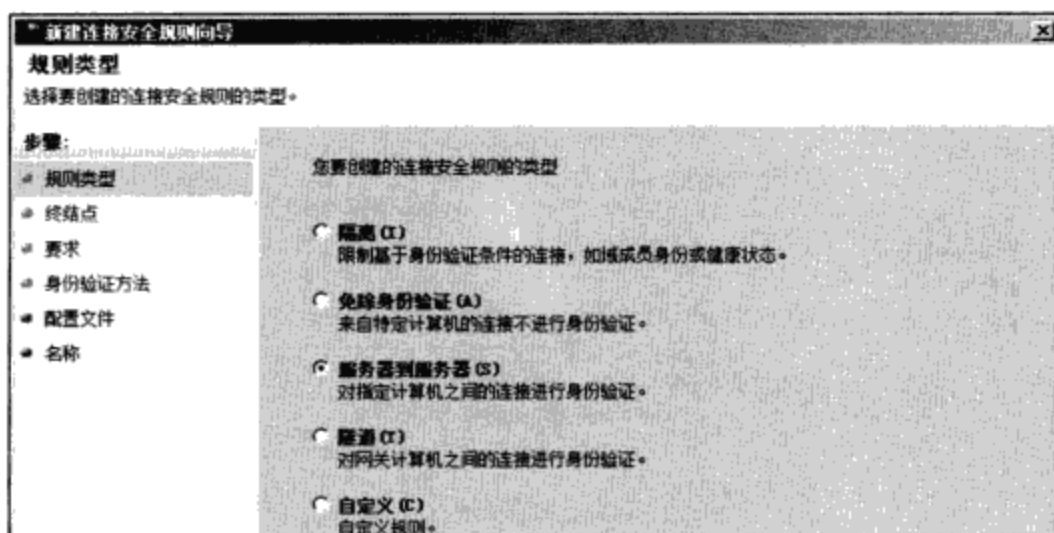 新建连接安全规则向导
规则类型
选择要创建的连接安全规则的类型。
步骤:
规则类型
终结点
要求
身份验证方法
配置文件
名称
您要创建的连接安全规则的类型
隔离(I)
限制基于身份验证条件的连接，如域成员身份或健康状态。
免除身份验证(A)
来自特定计算机的连接不进行身份验证。
服务器到服务器(S)
对指定计算机之间的连接进行身份验证。
隧道(T)
对网关计算机之间的连接进行身份验证。
自定义(C)
自定义规则。